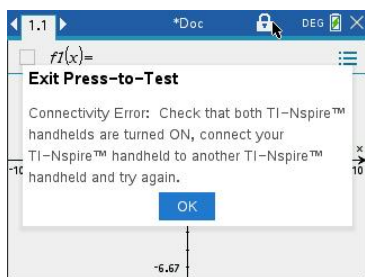 1.1 *Doc DEG
f1(x)=
Exit Press-to-Test
Connectivity Error: Check that both TI-Nspire™
handhelds are turned ON, connect your
TI-Nspire™ handheld to another TI-Nspire™
handheld and try again.
OK
x
-10 10
-6.67